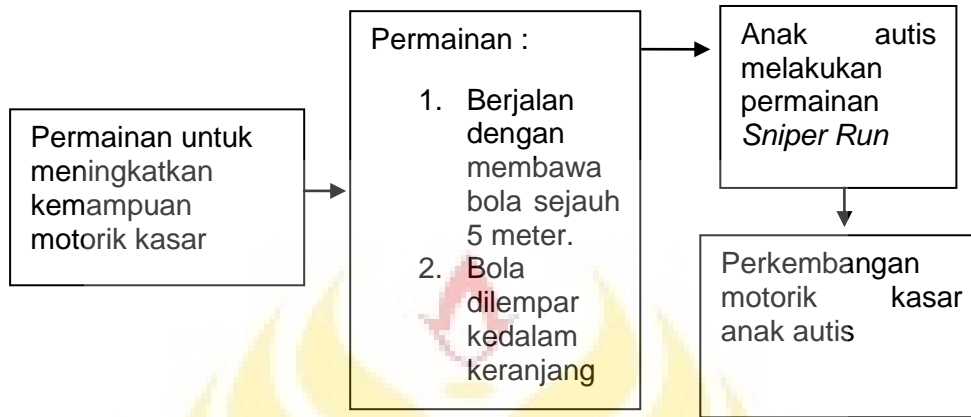 Permainan untuk
meningkatkan
kemampuan
motorik kasar
Permainan :
1. Berjalan
dengan
membawa
bola sejauh
5 meter.
2. Bola
dilempar
kedalam
keranjang
Anak autis
melakukan
permainan
Sniper Run
Perkembangan
motorik kasar
anak autis